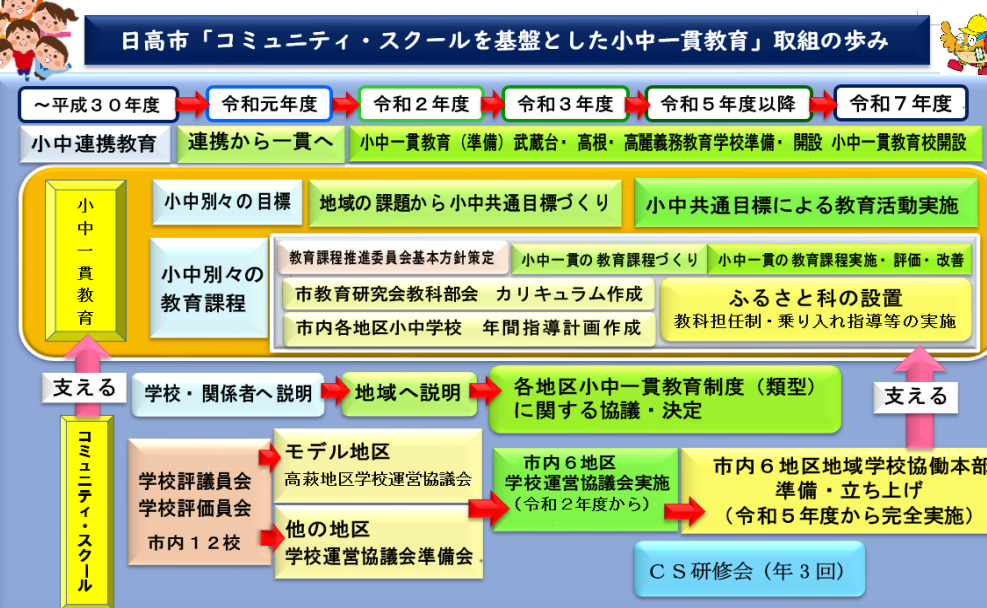 日高市「コミュニティ・スクールを基盤とした小中一貫教育」取組の歩み
～平成３０年度
令和元年度
令和２年度
令和３年度
令和５年度以降
令和７年度
小中連携教育
連携から一貫へ
小中一貫教育（準備）武蔵台・高根・高麗義務教育学校準備・開設 小中一貫教育校開設
小中一貫教育
小中別々の目標
地域の課題から小中共通目標づくり
小中共通目標による教育活動実施
小中別々の
教育課程
教育課程推進委員会基本方針策定
小中一貫の教育課程づくり
小中一貫の教育課程実施・評価・改善
市教育研究会教科部会　カリキュラム作成
市内各地区小中学校　年間指導計画作成
ふるさと科の設置
教科担任制・乗り入れ指導等の実施
支える
学校・関係者へ説明
地域へ説明
各地区小中一貫教育制度（類型）
に関する協議・決定
支える
コミュニティ・スクール
学校評議員会
学校評価員会
市内１２校
モデル地区
高萩地区学校運営協議会
他の地区
学校運営協議会準備会
市内６地区
学校運営協議会実施
（令和２年度から）
市内６地区地域学校協働本部
準備・立ち上げ
（令和５年度から完全実施）
ＣＳ研修会（年３回）